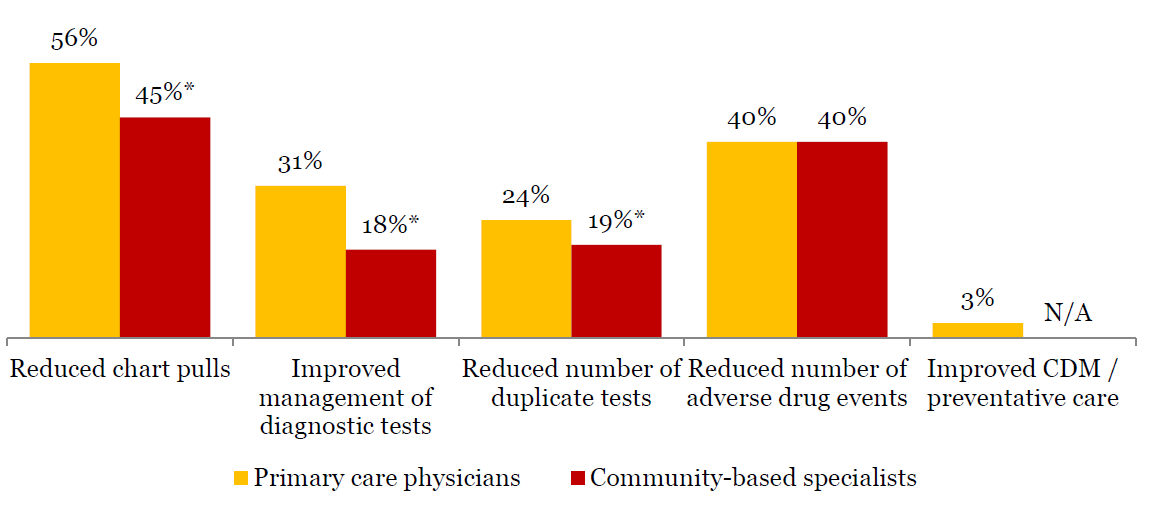 56%
45%*
31%
18%*
24%
19%*
40%
40%
3%
N/A
Reduced chart pulls
Improved
management of
diagnostic tests
Reduced number of
duplicate tests
Reduced number of
adverse drug events
Improved CDM /
preventative care
Primary care physicians
Community-based specialists